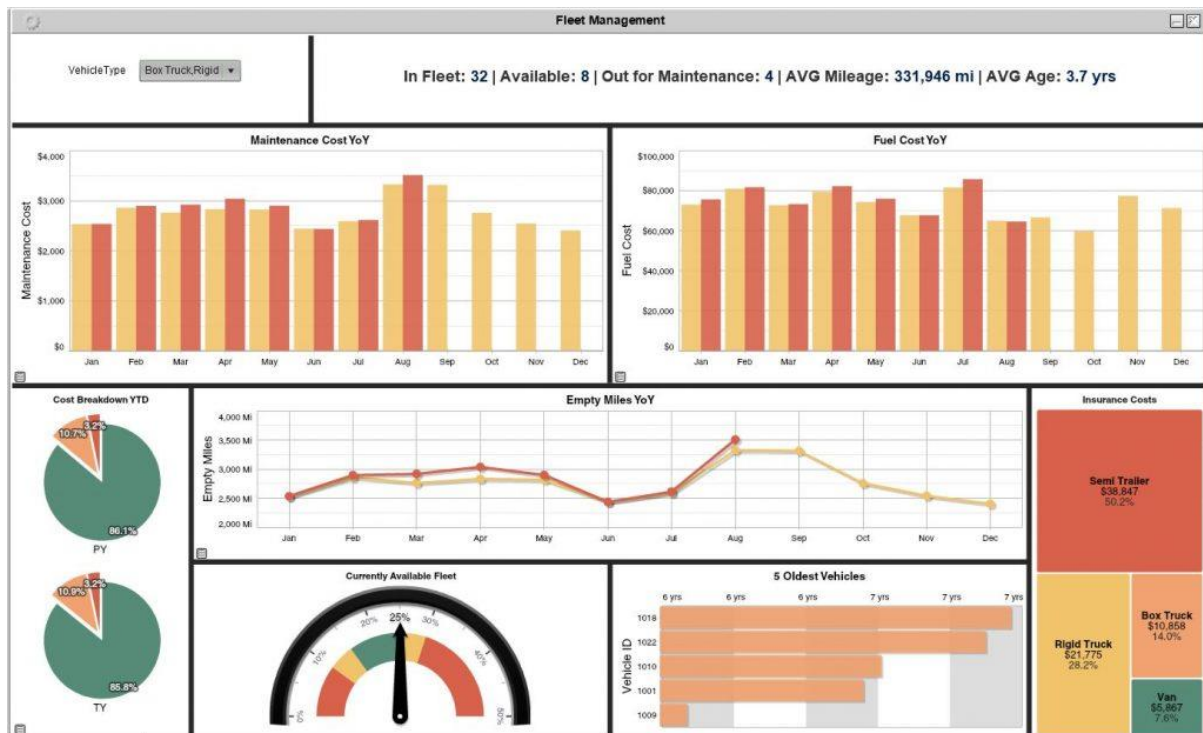 Fleet Management
VehicleType
Box Truck,Rigid
In Fleet: 32 | Available: 8 | Out for Maintenance: 4 | AVG Mileage: 331,946 mi | AVG Age: 3.7 yrs
Maintenance Cost YoY
Maintenance Cost
$4,000
$3,000
$2,000
$1,000
$0
Jan Feb Mar Apr May Jun Jul Aug Sep Oct Nov Dec
Fuel Cost YoY
Fuel Cost
$100,000
$80,000
$60,000
$40,000
$20,000
$0
Jan Feb Mar Apr May Jun Jul Aug Sep Oct Nov Dec
Cost Breakdown YTD
3.2%
10.7%
86.1%
PY
3.2%
10.9%
85.8%
TY
Empty Miles YoY
Empty Miles
4,000 Mi
3,500 Mi
3,000 Mi
2,500 Mi
2,000 Mi
Jan Feb Mar Apr May Jun Jul Aug Sep Oct Nov Dec
Currently Available Fleet
0% 10% 20% 25% 30% 40% 50%
5 Oldest Vehicles
6 yrs 6 yrs 6 yrs 7 yrs 7 yrs 7 yrs
Vehicle ID
1018
1022
1010
1001
1009
Insurance Costs
Semi Trailer
$38,847
50.2%
Rigid Truck
$21,775
28.2%
Box Truck
$10,858
14.0%
Van
$5,867
7.6%